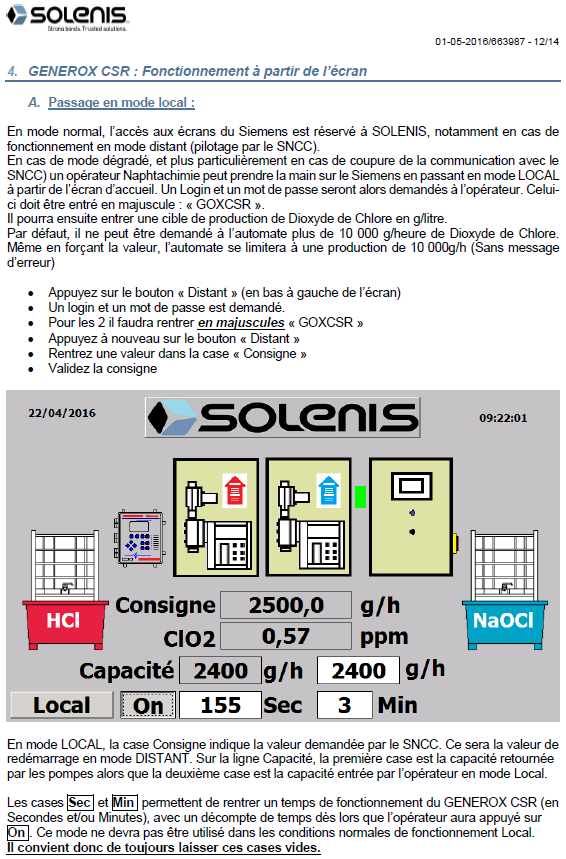 SOLENIS
Strong bonds. Trusted solutions.
01-05-2016/663987 - 12/14
4. GENEROX CSR : Fonctionnement à partir de l'écran
A. Passage en mode local :
En mode normal, l'accès aux écrans du Siemens est réservé à SOLENIS, notamment en cas de
fonctionnement en mode distant (pilotage par le SNCC).
En cas de mode dégradé, et plus particulièrement en cas de coupure de la communication avec le
SNCC) un opérateur Naphtachimie peut prendre la main sur le Siemens en passant en mode LOCAL
à partir de l'écran d'accueil. Un Login et un mot de passe seront alors demandés à l'opérateur. Celui-
ci doit être entré en majuscule : « GOXCSR ».
Il pourra ensuite entrer une cible de production de Dioxyde de Chlore en g/litre.
Par défaut, il ne peut être demandé à l'automate plus de 10 000 g/heure de Dioxyde de Chlore.
Même en forçant la valeur, l'automate se limitera à une production de 10 000g/h (Sans message
d'erreur)
• Appuyez sur le bouton « Distant » (en bas à gauche de l'écran)
• Un login et un mot de passe est demandé.
• Pour les 2 il faudra rentrer en majuscules « GOXCSR »
• Appuyez à nouveau sur le bouton « Distant »
• Rentrez une valeur dans la case « Consigne »
• Validez la consigne
22/04/2016 SOLENIS 09:22:01
HCl NaOCl
Consigne 2500,0 g/h
ClO2 0,57 ppm
Capacité 2400 g/h 2400 g/h
Local On 155 Sec 3 Min
En mode LOCAL, la case Consigne indique la valeur demandée par le SNCC. Ce sera la valeur de
redémarrage en mode DISTANT. Sur la ligne Capacité, la première case est la capacité retournée
par les pompes alors que la deuxième case est la capacité entrée par l'opérateur en mode Local.
Les cases Sec et Min permettent de rentrer un temps de fonctionnement du GENEROX CSR (en
Secondes et/ou Minutes), avec un décompte de temps dès lors que l'opérateur aura appuyé sur
On. Ce mode ne devra pas être utilisé dans les conditions normales de fonctionnement Local.
Il convient donc de toujours laisser ces cases vides.